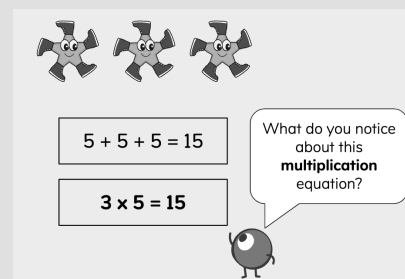 5 + 5 + 5 = 15
3 x 5 = 15
What do you notice
about this
multiplication
equation?